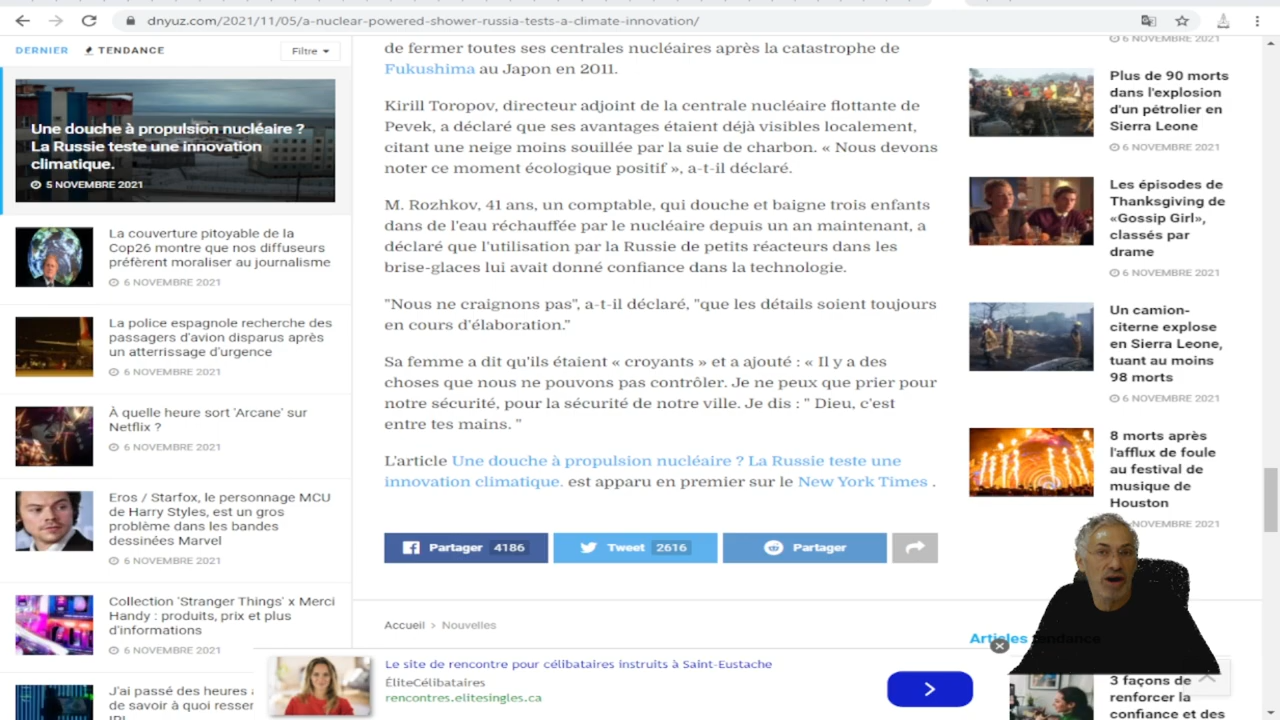 dnyuz.com/2021/11/05/a-nuclear-powered-shower-russia-tests-a-climate-innovation/
DERNIER
TENDANCE
Filtre
Une douche à propulsion nucléaire ?
La Russie teste une innovation
climatique.
5 NOVEMBRE 2021
La couverture pitoyable de la
Cop26 montre que nos diffuseurs
préfèrent moraliser au journalisme
6 NOVEMBRE 2021
La police espagnole recherche des
passagers d'avion disparus après
un atterrissage d'urgence
6 NOVEMBRE 2021
À quelle heure sort 'Arcane' sur
Netflix ?
6 NOVEMBRE 2021
Eros / Starfox, le personnage MCU
de Harry Styles, est un gros
problème dans les bandes
dessinées Marvel
6 NOVEMBRE 2021
Collection 'Stranger Things' x Merci
Handy : produits, prix et plus
d'informations
6 NOVEMBRE 2021
J'ai passé des heures
de savoir à quoi resser
de fermer toutes ses centrales nucléaires après la catastrophe de
Fukushima au Japon en 2011.
Kirill Toropov, directeur adjoint de la centrale nucléaire flottante de
Pevek, a déclaré que ses avantages étaient déjà visibles localement,
citant une neige moins souillée par la suie de charbon. « Nous devons
noter ce moment écologique positif », a-t-il déclaré.
M. Rozhkov, 41 ans, un comptable, qui douche et baigne trois enfants
dans de l'eau réchauffée par le nucléaire depuis un an maintenant, a
déclaré que l'utilisation par la Russie de petits réacteurs dans les
brise-glaces lui avait donné confiance dans la technologie.
"Nous ne craignons pas", a-t-il déclaré, "que les détails soient toujours
en cours d'élaboration."
Sa femme a dit qu'ils étaient « croyants » et a ajouté : « Il y a des
choses que nous ne pouvons pas contrôler. Je ne peux que prier pour
notre sécurité, pour la sécurité de notre ville. Je dis : " Dieu, c'est
entre tes mains. "
L'article Une douche à propulsion nucléaire ? La Russie teste une
innovation climatique. est apparu en premier sur le New York Times .
Partager 4186
Tweet 2616
Partager
Accueil > Nouvelles
Le site de rencontre pour célibataires instruits à Saint-Eustache
ÉliteCélibataires
rencontres.elitesingles.ca
6 NOVEMBRE 2021
Plus de 90 morts
dans l'explosion
d'un pétrolier en
Sierra Leone
6 NOVEMBRE 2021
Les épisodes de
Thanksgiving de
«Gossip Girl»,
classés par
drame
6 NOVEMBRE 2021
Un camion-
citerne explose
en Sierra Leone,
tuant au moins
98 morts
6 NOVEMBRE 2021
8 morts après
l'afflux de foule
au festival de
musique de
Houston
NOVEMBRE 2021
Articles tendance
3 façons de
renforcer la
confiance et des